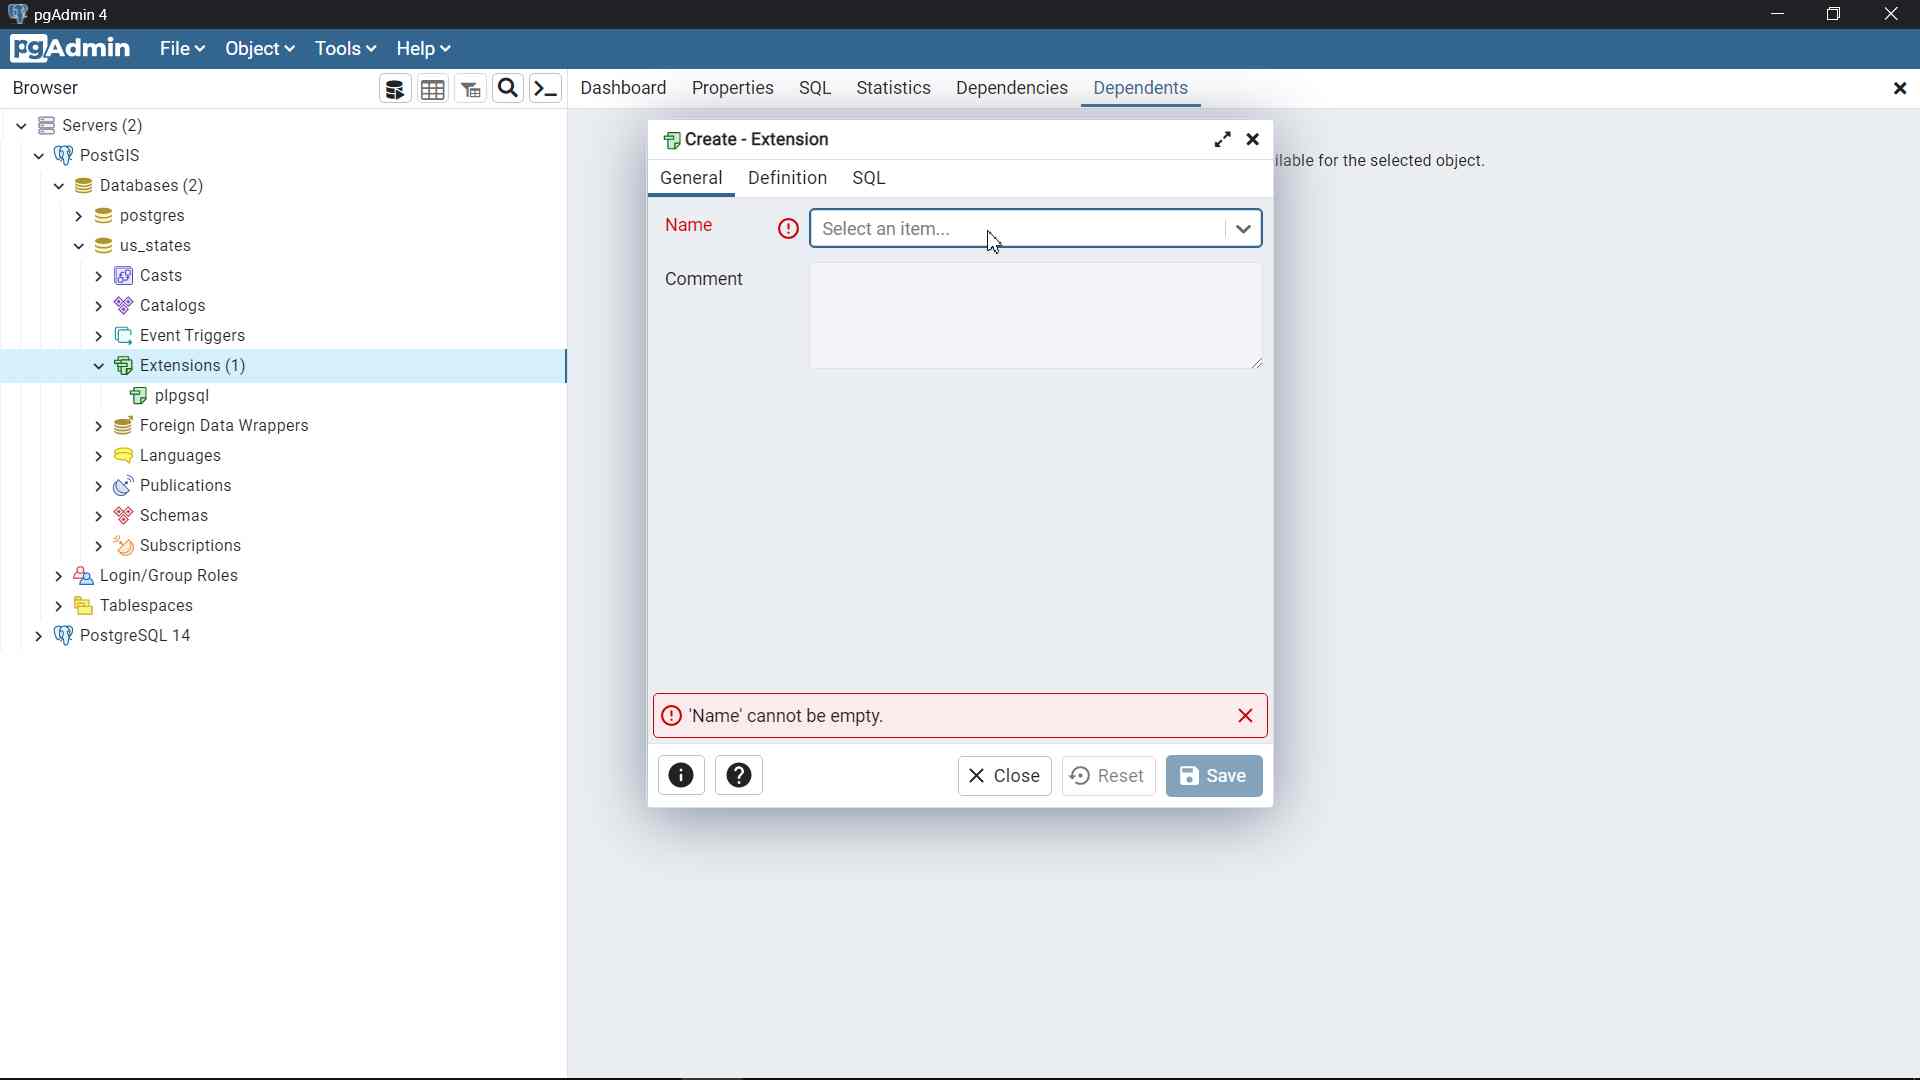 pgAdmin 4
pgAdmin File Object Tools Help
Browser
Dashboard Properties SQL Statistics Dependencies Dependents
Servers (2)
PostGIS
Databases (2)
postgres
us_states
Casts
Catalogs
Event Triggers
Extensions (1)
plpgsql
Foreign Data Wrappers
Languages
Publications
Schemas
Subscriptions
Login/Group Roles
Tablespaces
PostgreSQL 14
ilable for the selected object.
Create - Extension
General Definition SQL
Name Select an item...
Comment
'Name' cannot be empty.
Close Reset Save